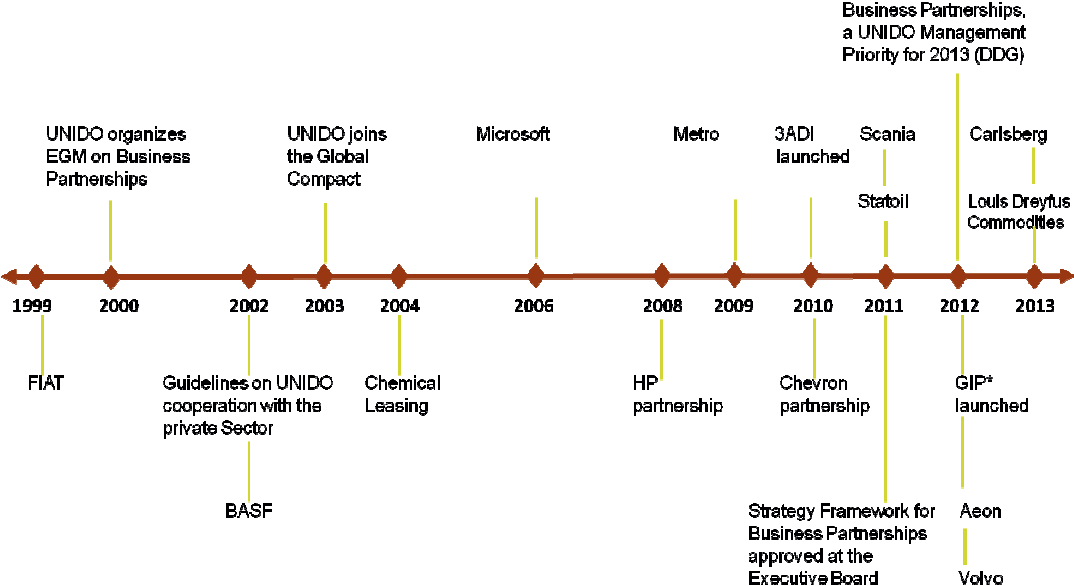 Business Partnerships,
a UNIDO Management
Priority for 2013 (DDG)
UNIDO organizes
EGM on Business
Partnerships
UNIDO joins
the Global
Compact
Microsoft
Metro
3ADI
launched
Scania
Statoil
Carlsberg
Louis Dreyfus
Commodities
1999
2000
2002
2003
2004
2006
2008
2009
2010
2011
2012
2013
FIAT
Guidelines on UNIDO
cooperation with the
private Sector
BASF
Chemical
Leasing
HP
partnership
Chevron
partnership
GIP*
launched
Strategy Framework for
Business Partnerships
approved at the
Executive Board
Aeon
Volvo